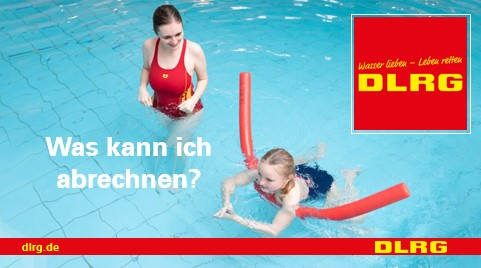 Wasser lieben – Leben retten
DLRG
Was kann ich
abrechnen?
dlrg.de
DLRG